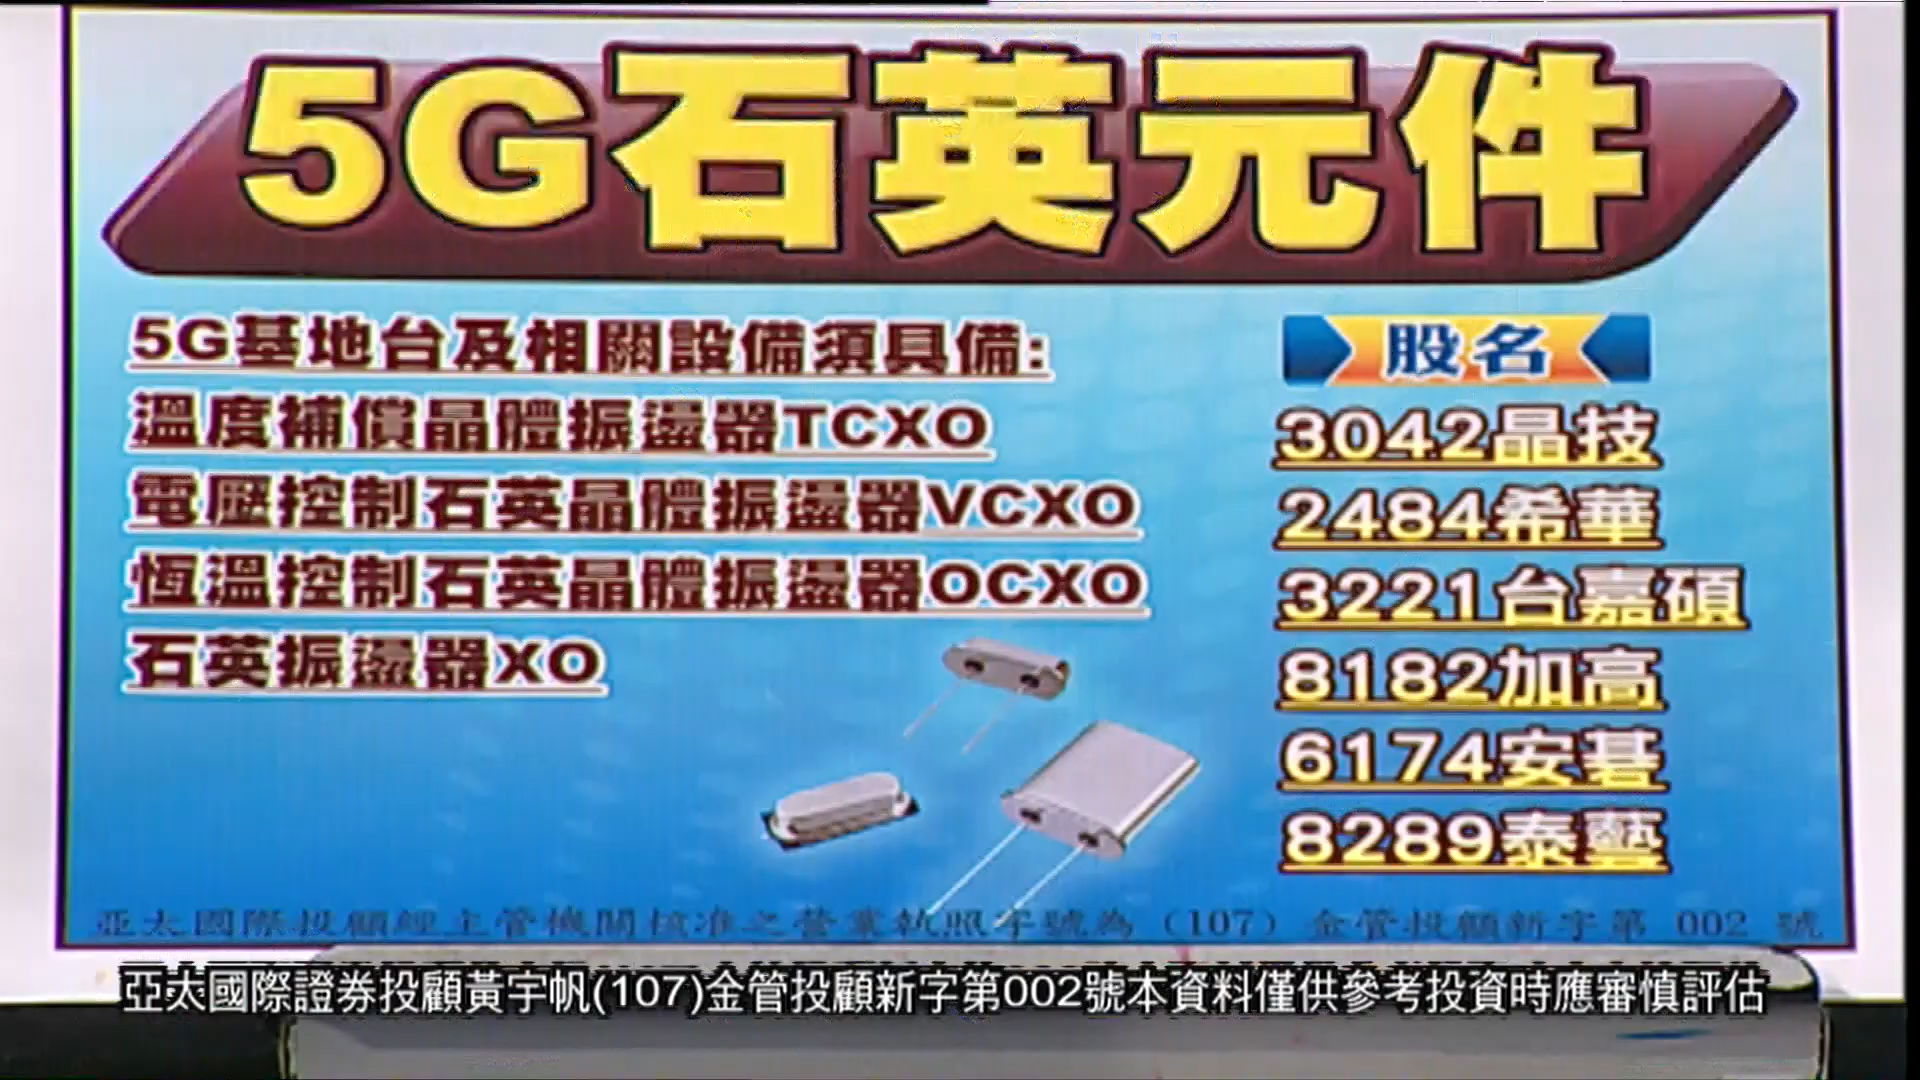 5G石英元件
5G基地台及相關設備須具備:
溫度補償晶體振盪器TCXO
電壓控制石英晶體振盪器VCXO
恆溫控制石英晶體振盪器OCXO
石英振盪器XO
股名
3042晶技
2484希華
3221台嘉碩
8182加高
6174安碁
8289泰藝
亞太國際投顧經主管機關核准之營業執照字號為 (107) 金管投顧新字第 002 號
亞太國際證券投顧黃宇帆(107)金管投顧新字第002號本資料僅供參考投資時應審慎評估